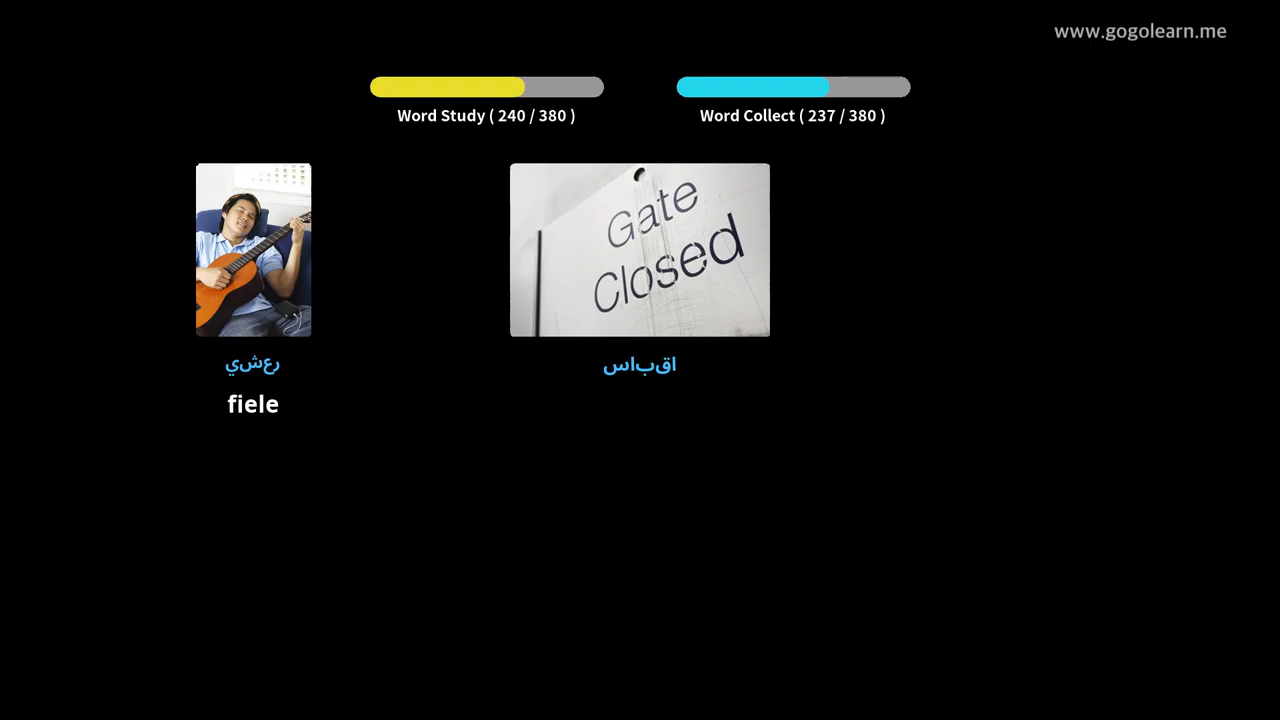 www.gogolearn.me
Word Study ( 240 / 380 )
Word Collect ( 237 / 380 )
Gate
Closed
رعشي
اقباس
fiele